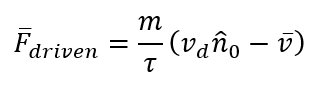 F̄_driven = m/τ (v_d n̂_0 − v̄)